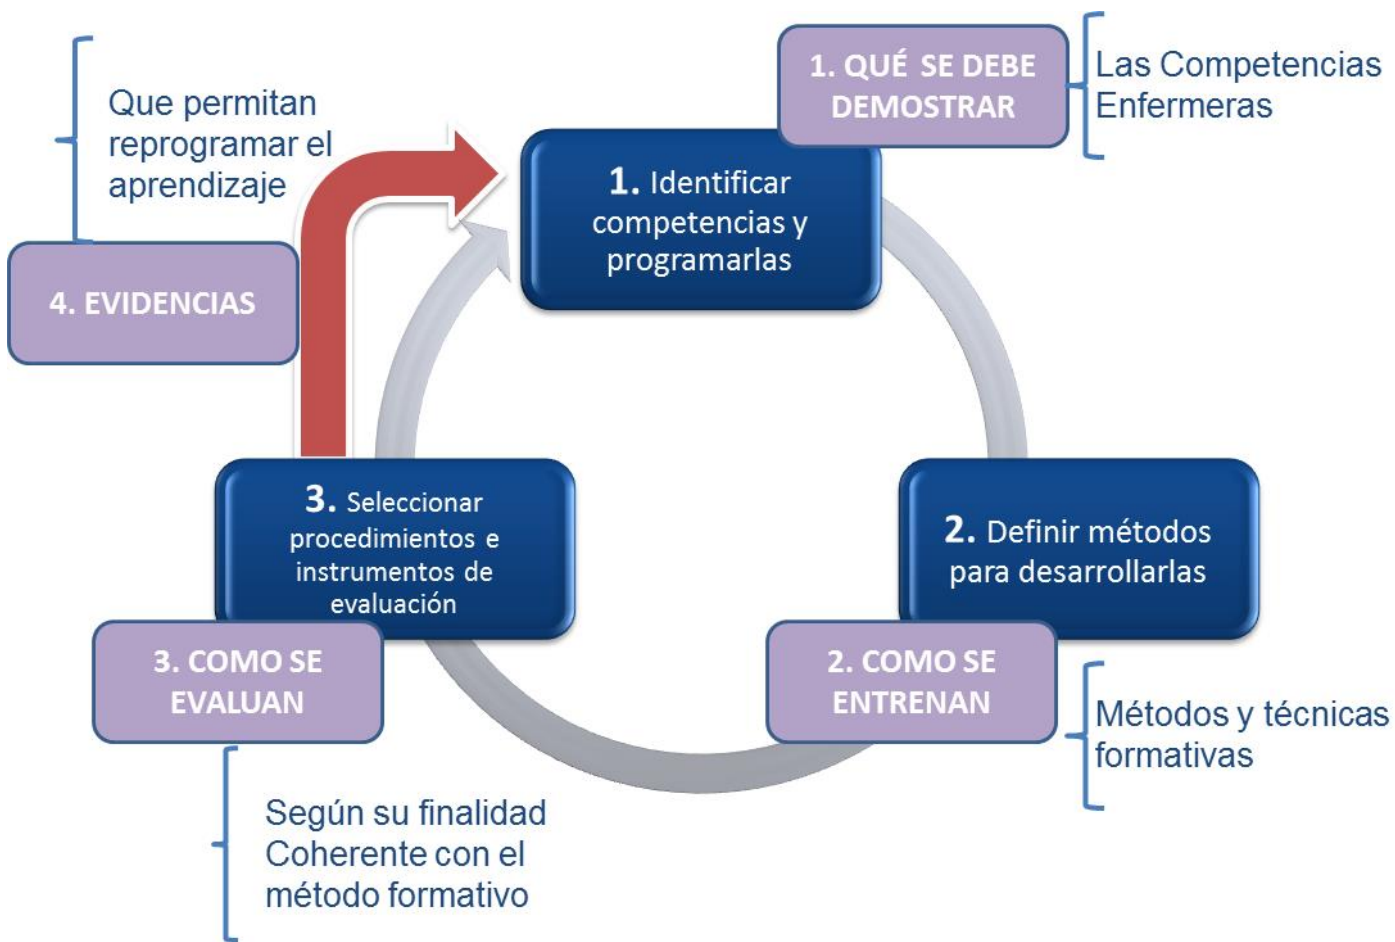 1. QUÉ SE DEBE
DEMOSTRAR
Las Competencias
Enfermeras
1. Identificar
competencias y
programarlas
Que permitan
reprogramar el
aprendizaje
4. EVIDENCIAS
2. Definir métodos
para desarrollarlas
2. COMO SE
ENTRENAN
Métodos y técnicas
formativas
3. Seleccionar
procedimientos e
instrumentos de
evaluación
3. COMO SE
EVALUAN
Según su finalidad
Coherente con el
método formativo